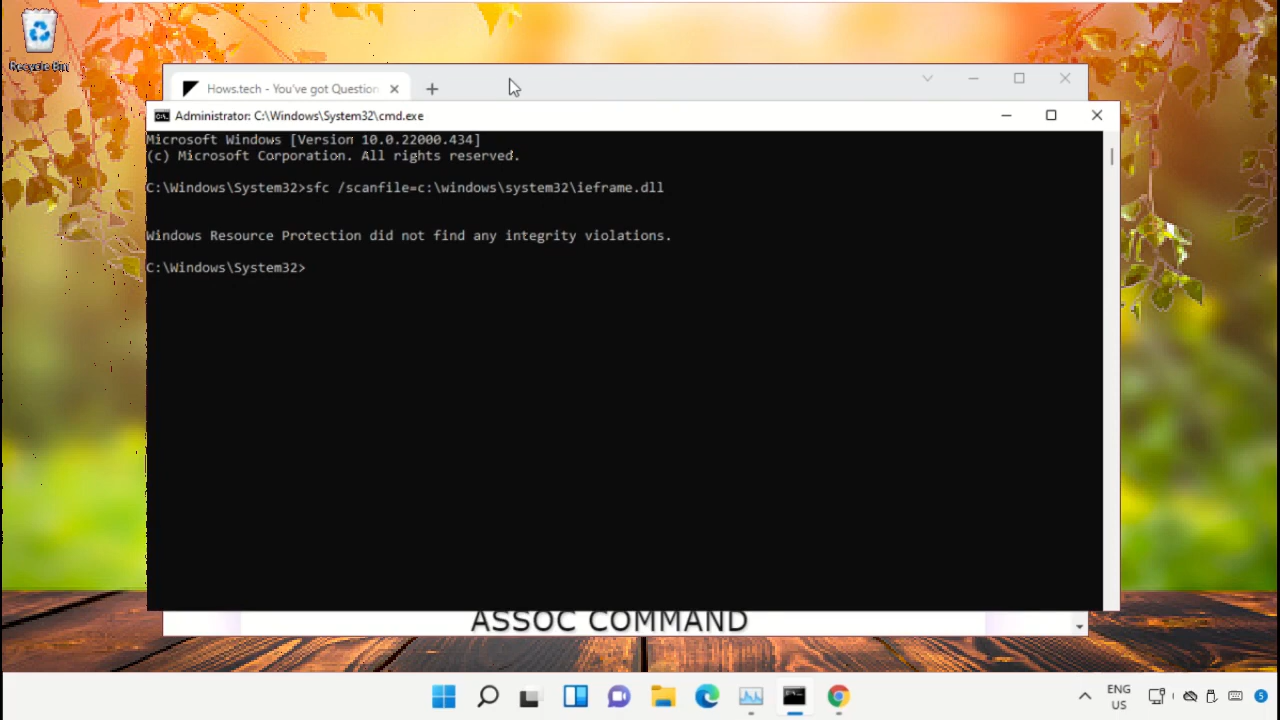 Recycle Bin
Hows.tech - You've got Question
Administrator: C:\Windows\System32\cmd.exe
Microsoft Windows [Version 10.0.22000.434]
(c) Microsoft Corporation. All rights reserved.
C:\Windows\System32>sfc /scanfile=c:\windows\system32\ieframe.dll
Windows Resource Protection did not find any integrity violations.
C:\Windows\System32>
ASSOC COMMAND
ENG
US
5